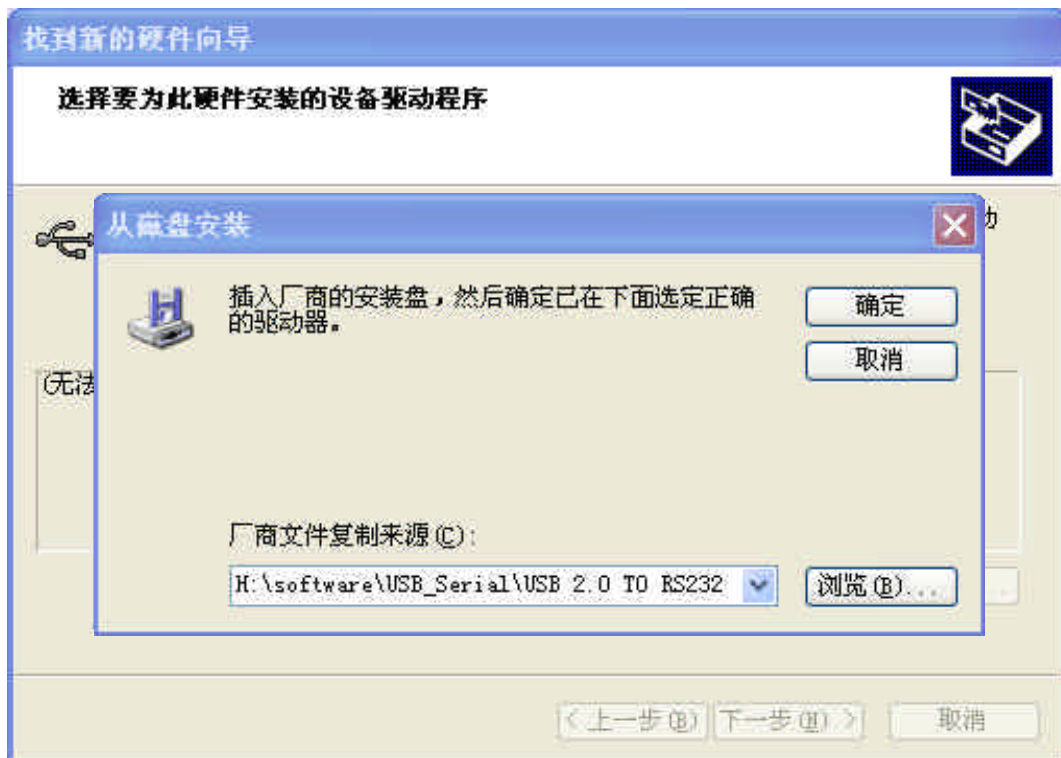 找到新的硬件向导
选择要为此硬件安装的设备驱动程序
从磁盘安装
动
插入厂商的安装盘，然后确定已在下面选定正确
的驱动器。
确定
取消
(无法
厂商文件复制来源(C):
H:\software\USB_Serial\USB 2.0 TO RS232
浏览(B)...
<上一步(B)
下一步(N) >
取消